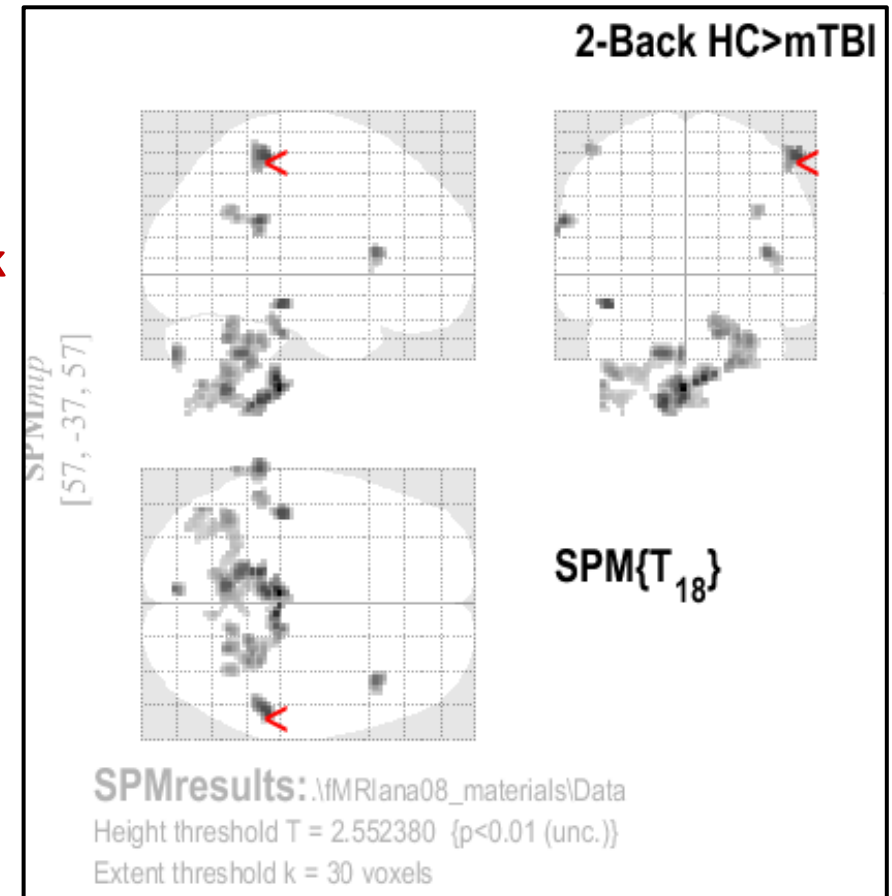 2-Back HC>mTBI
SPMmip
[57, -37, 57]
<
<
<
SPM{T18}
SPMresults: .\fMRIana08_materials\Data
Height threshold T = 2.552380 {p<0.01 (unc.)}
Extent threshold k = 30 voxels